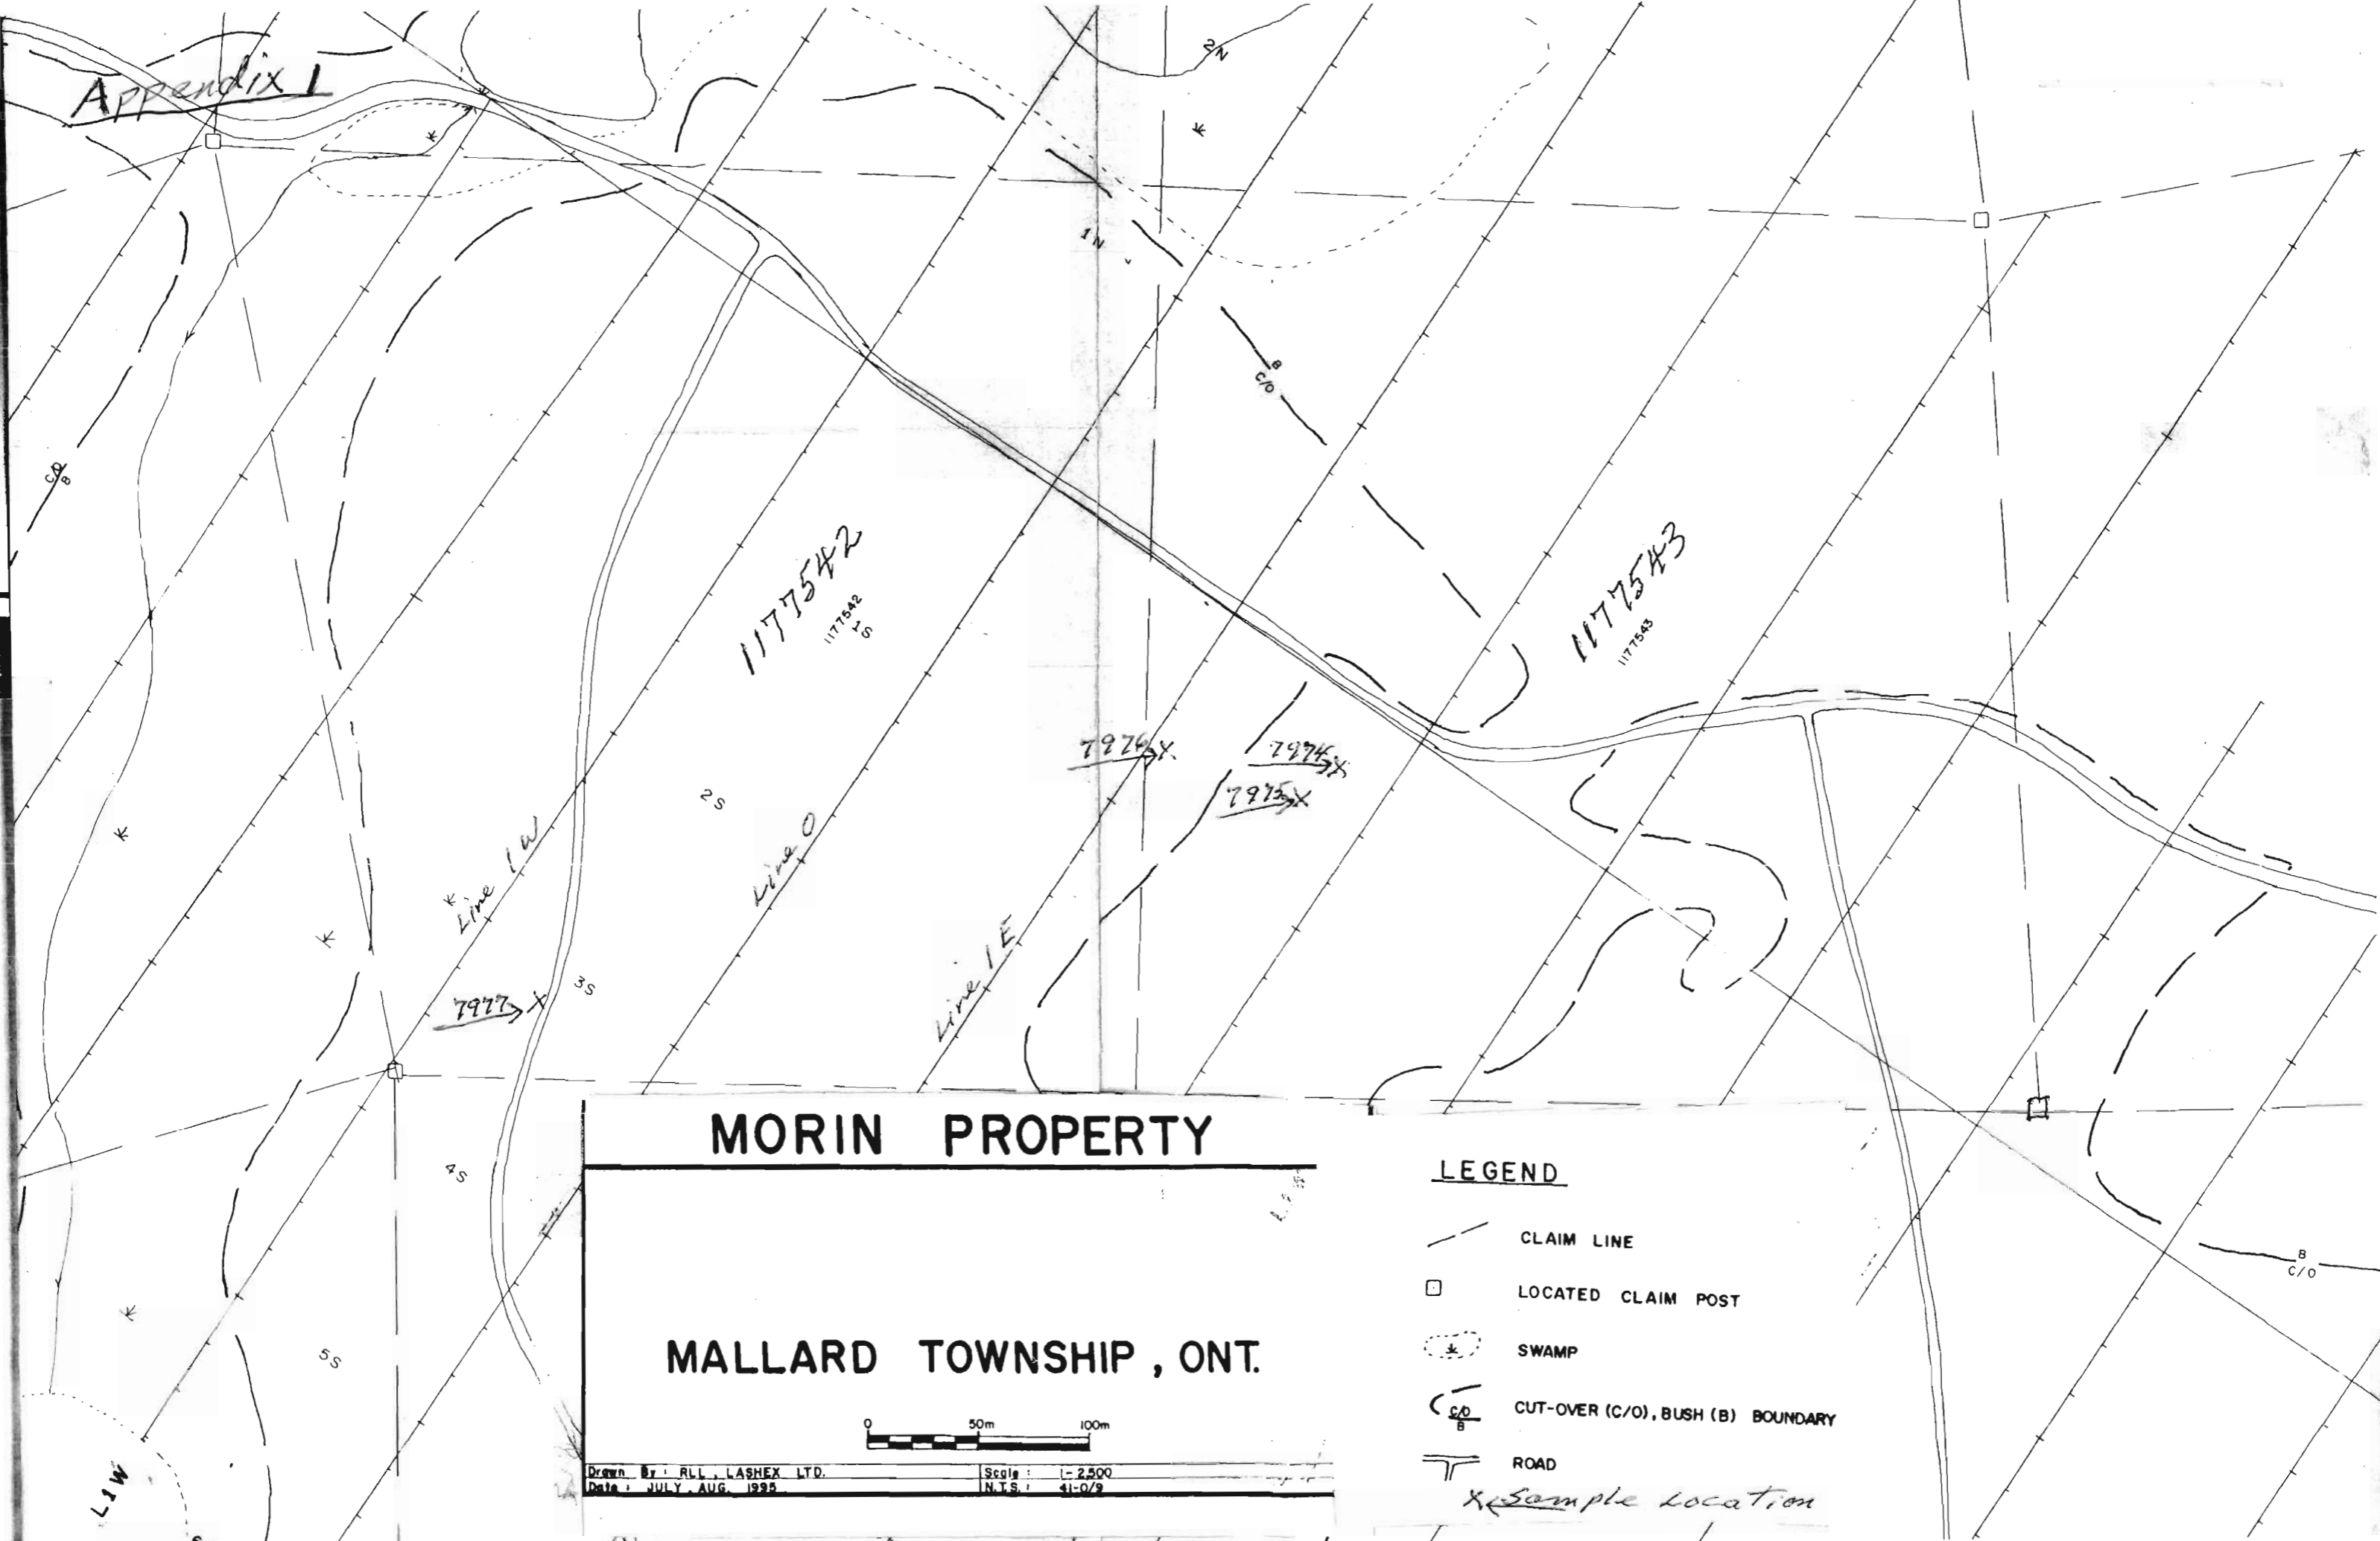 Appendix 1
2N
1N
B
C/O
C/O
B
1177542
1177542
1S
1177543
1177543
7976
7974
7975
2S
Line 1W
Line 0
Line 1E
7977
3S
4S
5S
L1W
B
C/O
MORIN PROPERTY
MALLARD TOWNSHIP, ONT.
0 50m 100m
Drawn By: RLL, LASHEX LTD.
Scale: 1-2,500
Date: JULY, AUG. 1995
N.T.S.: 41-O/9
LEGEND
CLAIM LINE
LOCATED CLAIM POST
SWAMP
C/O
B
CUT-OVER (C/O), BUSH (B) BOUNDARY
ROAD
X Sample Location